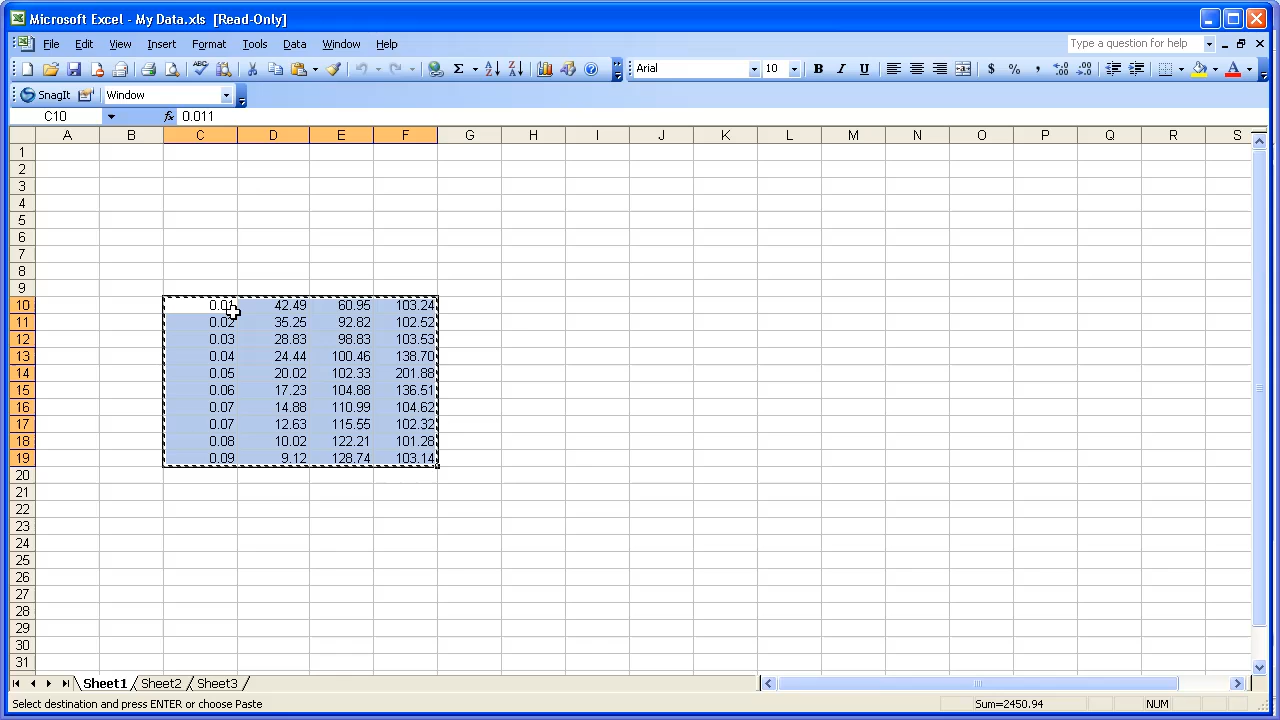 Microsoft Excel - My Data.xls [Read-Only]
File Edit View Insert Format Tools Data Window Help Type a question for help
Arial 10 B I U $ % ,
SnagIt Window
C10 fx 0.011
A B C D E F G H I J K L M N O P Q R S
1
2
3
4
5
6
7
8
9
10 0.01 42.49 60.95 103.24
11 0.02 35.25 92.82 102.52
12 0.03 28.83 98.83 103.53
13 0.04 24.44 100.46 138.70
14 0.05 20.02 102.33 201.88
15 0.06 17.23 104.88 136.51
16 0.07 14.88 110.99 104.62
17 0.07 12.63 115.55 102.32
18 0.08 10.02 122.21 101.28
19 0.09 9.12 128.74 103.14
20
21
22
23
24
25
26
27
28
29
30
31
Sheet1 Sheet2 Sheet3
Select destination and press ENTER or choose Paste Sum=2450.94 NUM